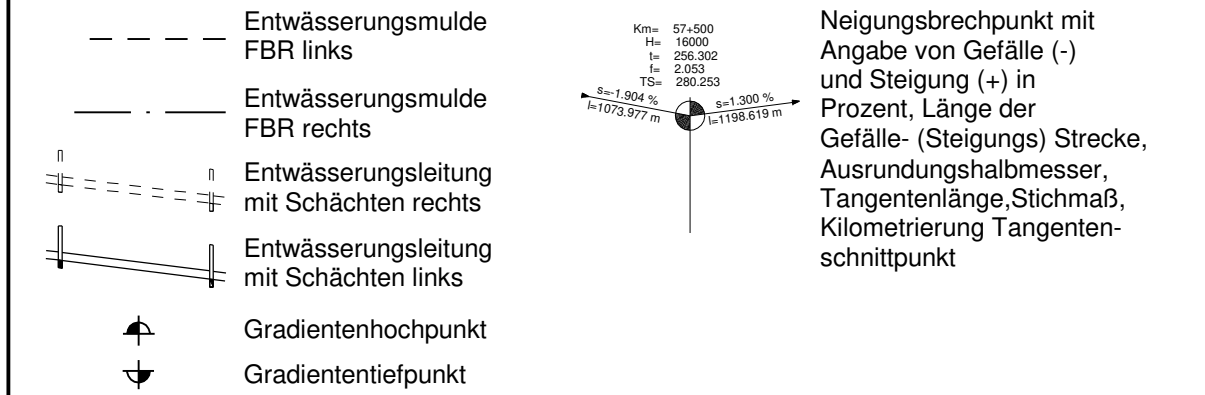 Entwässerungsmulde
FBR links
Entwässerungsmulde
FBR rechts
Entwässerungsleitung
mit Schächten rechts
Entwässerungsleitung
mit Schächten links
Gradientenhochpunkt
Gradiententiefpunkt
Km= 57+500
H= 16000
t= 256.302
f= 2.053
TS= 280.253
s=-1.904 %
l=1073.977 m
s=1.300 %
l=1198.619 m
Neigungsbrechpunkt mit
Angabe von Gefälle (-)
und Steigung (+) in
Prozent, Länge der
Gefälle- (Steigungs) Strecke,
Ausrundungshalbmesser,
Tangentenlänge,Stichmaß,
Kilometrierung Tangenten-
schnittpunkt